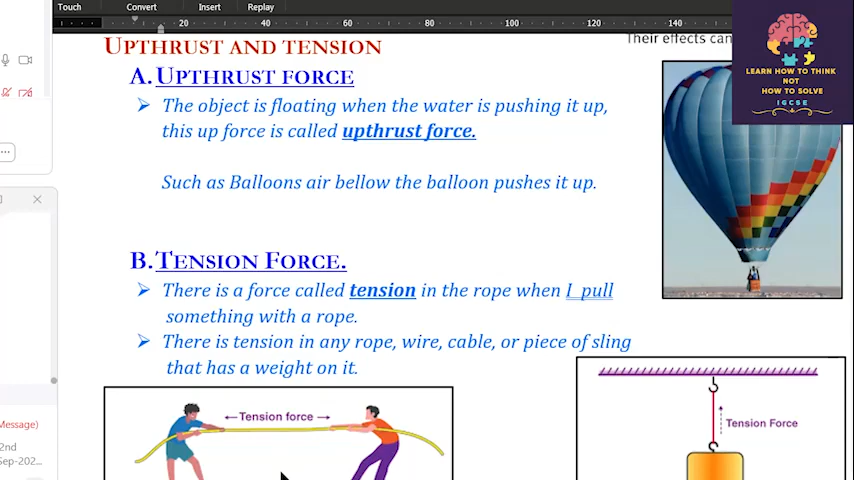 Touch Convert Insert Replay
20 40 60 80 100 120 140
UPTHRUST AND TENSION
Their effects can
A. UPTHRUST FORCE
➢ The object is floating when the water is pushing it up,
this up force is called upthrust force.
Such as Balloons air bellow the balloon pushes it up.
LEARN HOW TO THINK
NOT
HOW TO SOLVE
IGCSE
B. TENSION FORCE.
➢ There is a force called tension in the rope when I pull
something with a rope.
➢ There is tension in any rope, wire, cable, or piece of sling
that has a weight on it.
Tension force
Tension Force
Message)
2nd
Sep-202...